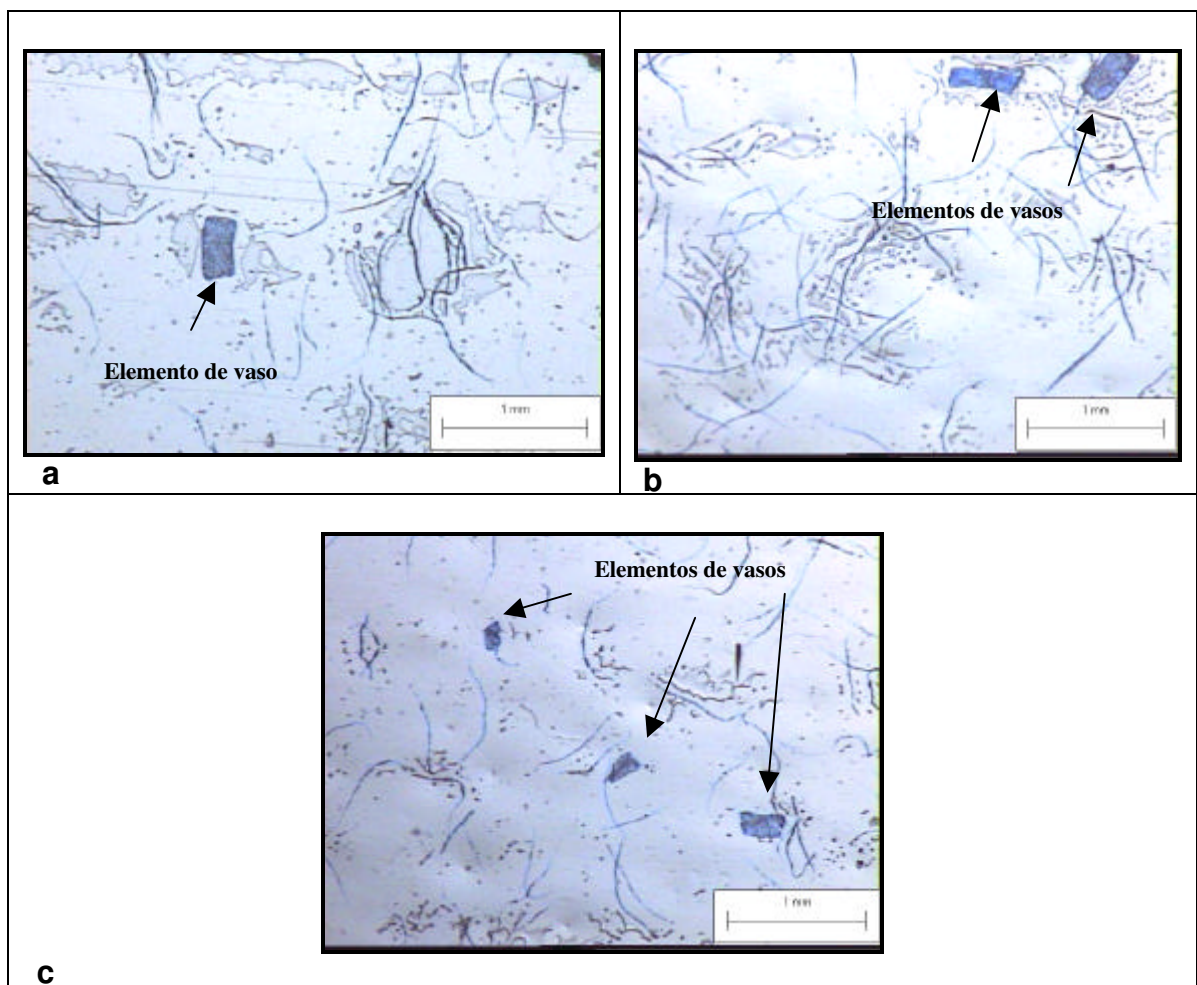 Elemento de vaso
1 mm
a
Elementos de vasos
1 mm
b
Elementos de vasos
1 mm
c